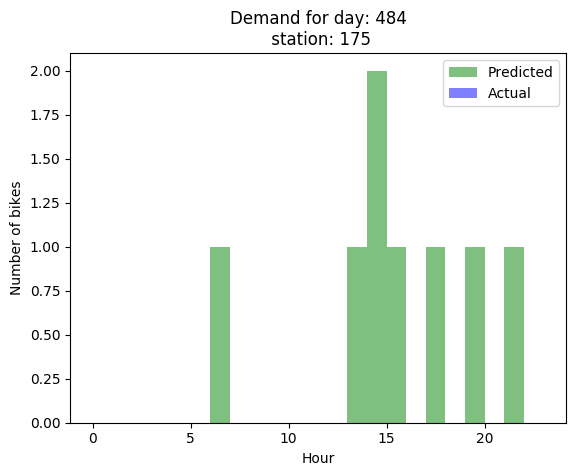 Demand for day: 484
station: 175
Predicted
Actual
Number of bikes
2.00
1.75
1.50
1.25
1.00
0.75
0.50
0.25
0.00
0 5 10 15 20
Hour